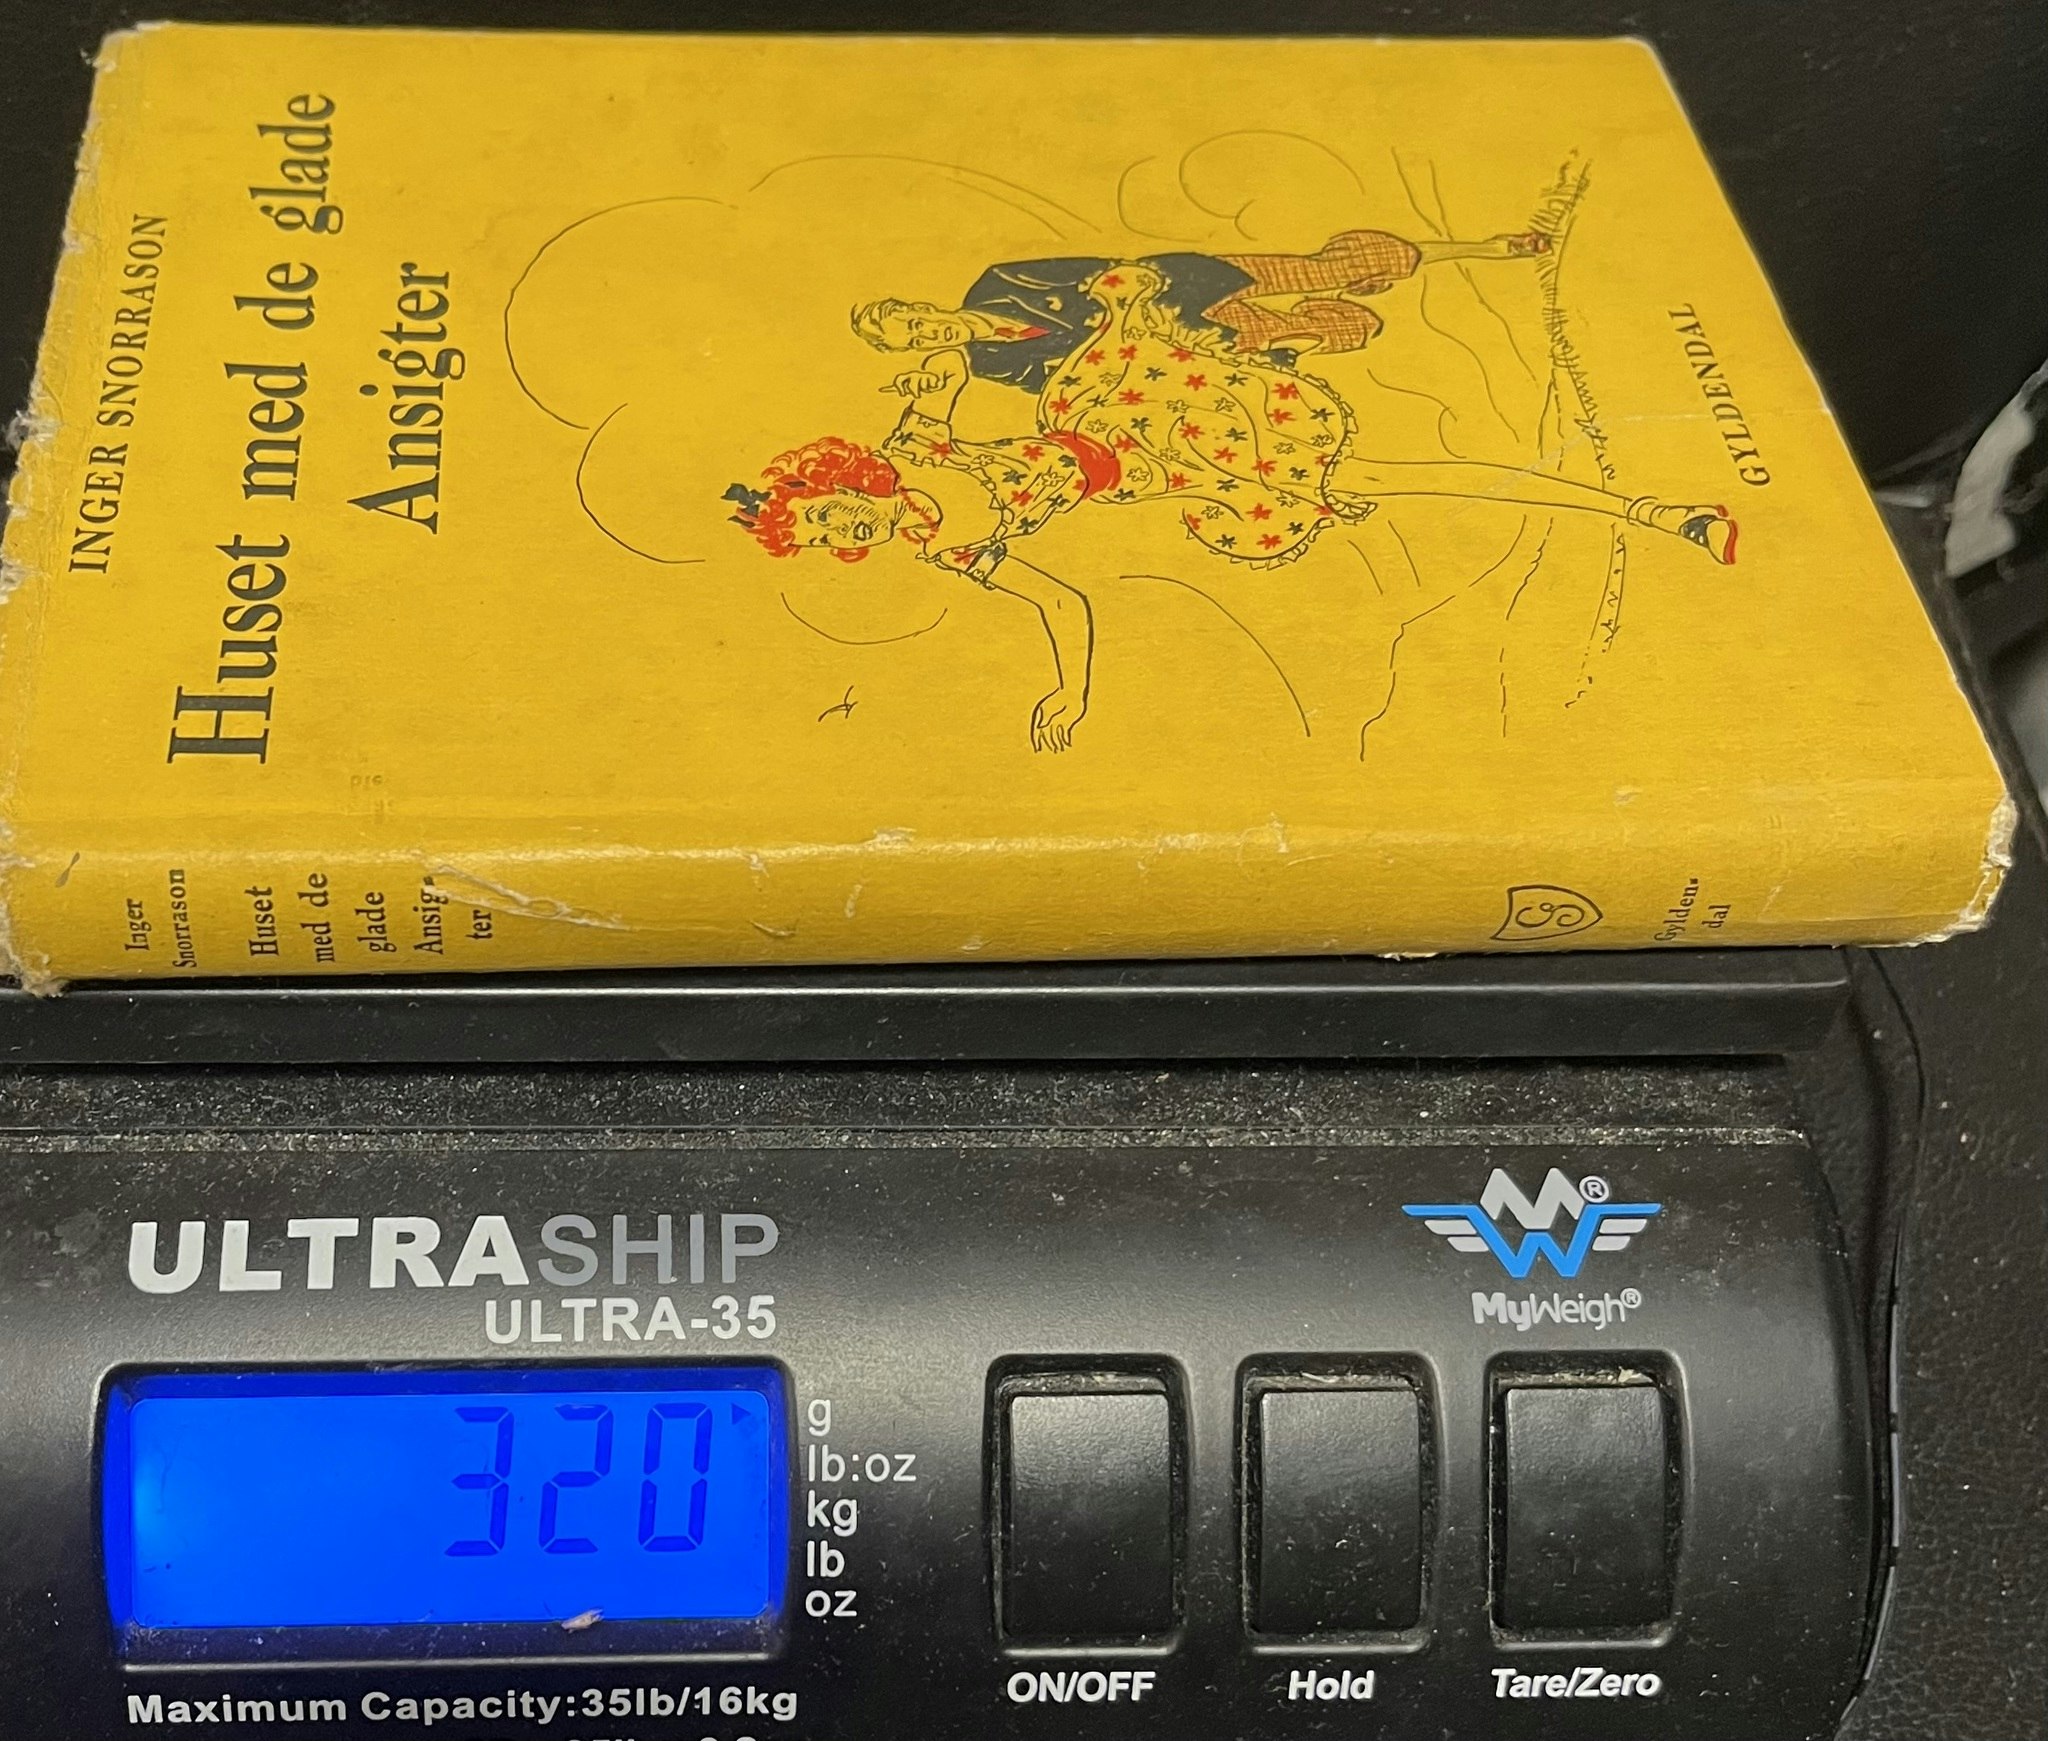 INGER SNORRASON
Huset med de glade
Ansigter
GYLDENDAL
Inger
Snorrason
Huset
med de
glade
Ansig-
ter
G
Gylden-
dal
ULTRASHIP
ULTRA-35
MW®
MyWeigh®
320
g
lb:oz
kg
lb
oz
ON/OFF
Hold
Tare/Zero
Maximum Capacity:35lb/16kg